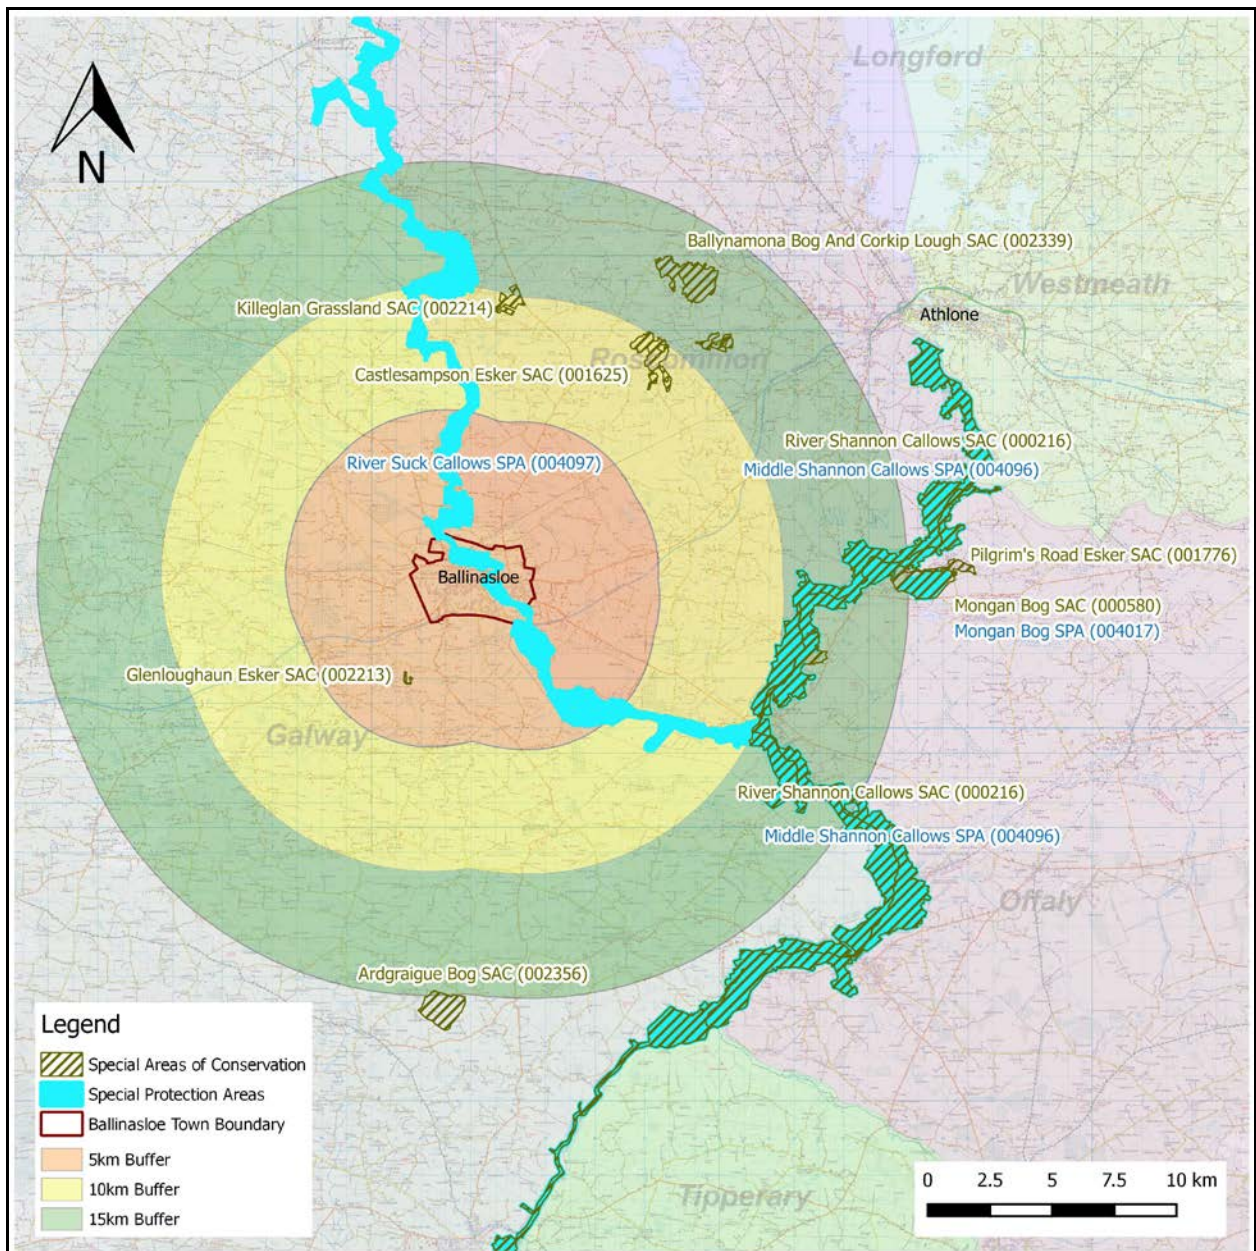 Longford
N
Ballynamona Bog And Corkip Lough SAC (002339)
Westmeath
Killeglan Grassland SAC (002214)
Athlone
Roscommon
Castlesampson Esker SAC (001625)
River Shannon Callows SAC (000216)
River Suck Callows SPA (004097)
Middle Shannon Callows SPA (004096)
Pilgrim's Road Esker SAC (001776)
Ballinasloe
Mongan Bog SAC (000580)
Mongan Bog SPA (004017)
Glenloughaun Esker SAC (002213)
Galway
River Shannon Callows SAC (000216)
Middle Shannon Callows SPA (004096)
Offaly
Ardgraigue Bog SAC (002356)
Legend
Special Areas of Conservation
Special Protection Areas
Ballinasloe Town Boundary
5km Buffer
10km Buffer
15km Buffer
Tipperary
0 2.5 5 7.5 10 km